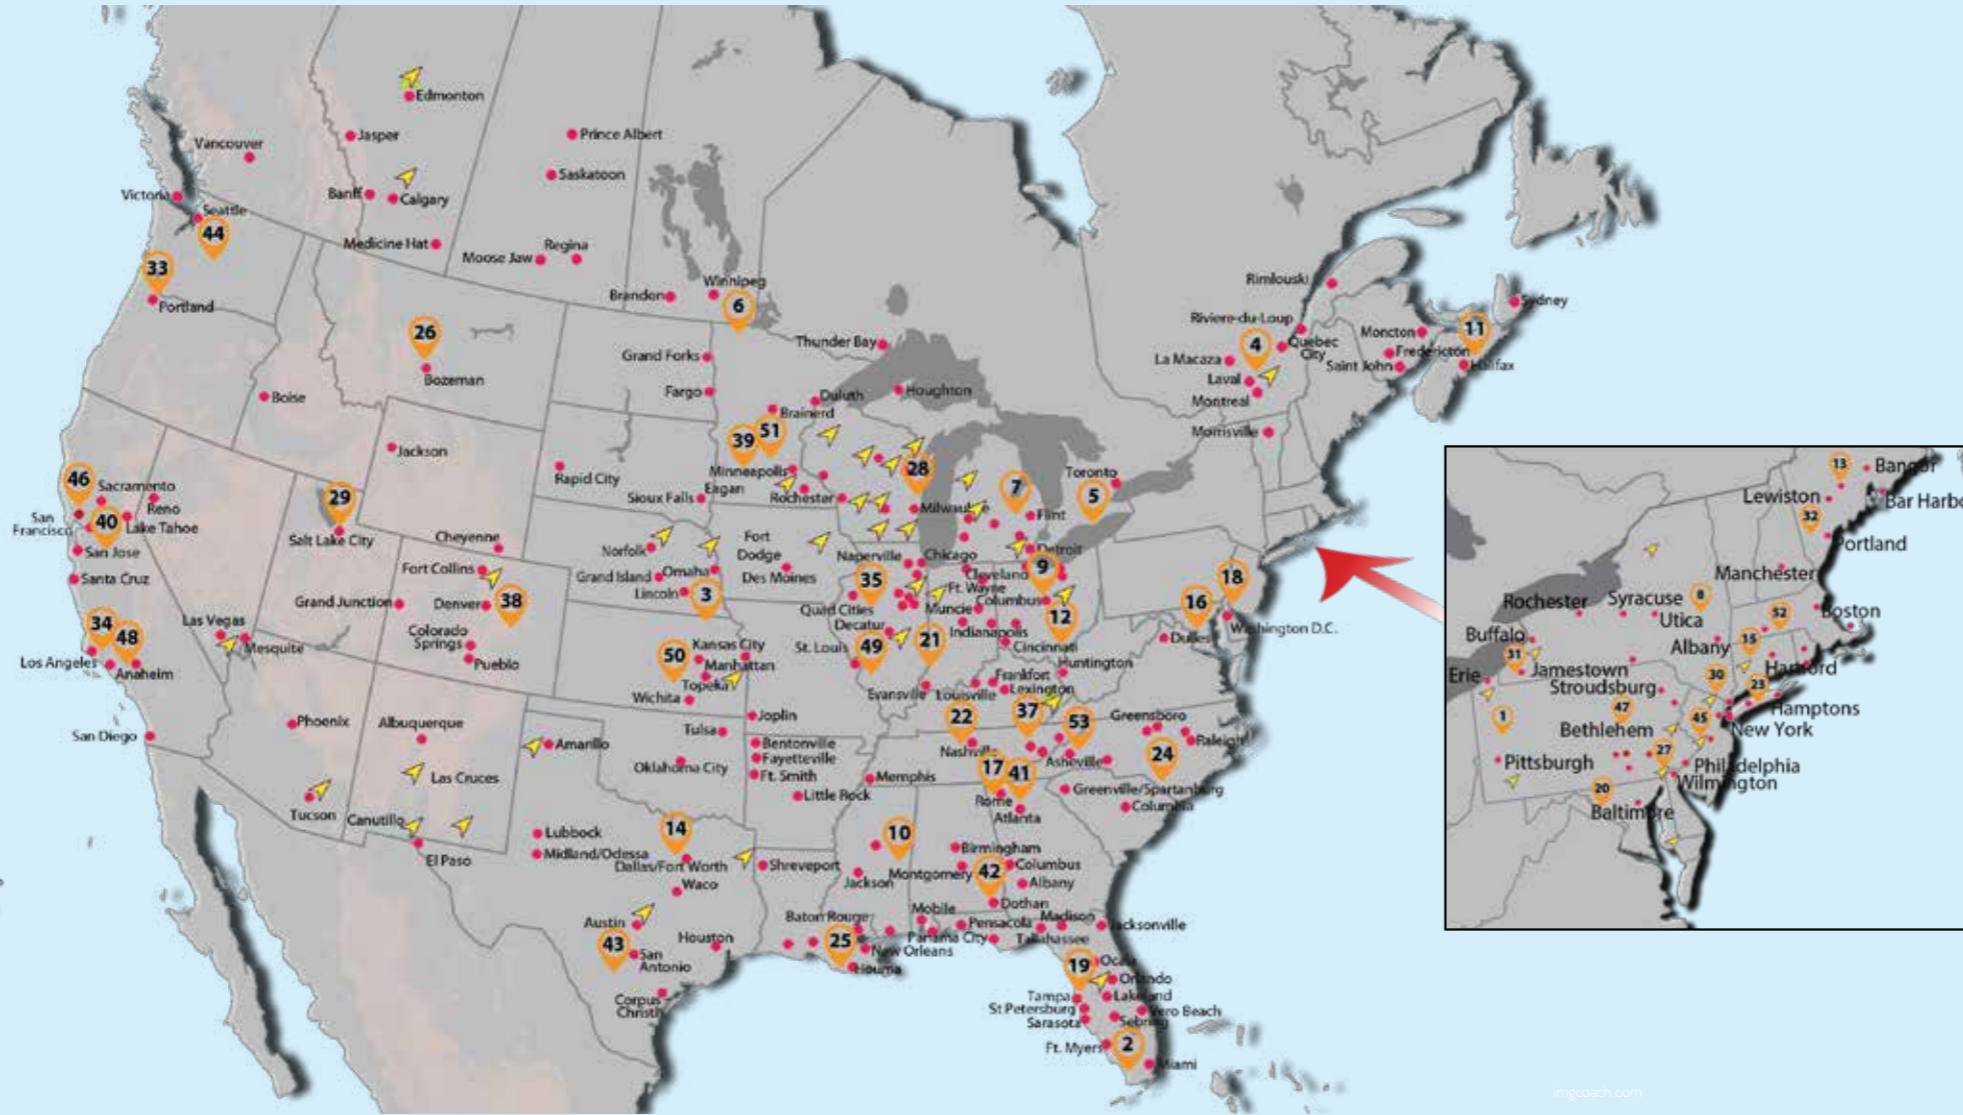 Edmonton
Jasper
Prince Albert
Vancouver
Saskatoon
Victoria
Banff
Calgary
Seattle
44
Medicine Hat
Regina
Moose Jaw
33
Portland
Winnipeg
Brandon
6
Rimlouski
Sydney
Riviere-du-Loup
11
26
Moncton
4
Quebec
City
Fredericton
Thunder Bay
Grand Forks
La Macaza
Saint John
Halifax
Bozeman
Laval
Fargo
Houghton
Duluth
Montreal
Boise
Brainerd
51
39
Morrisville
Jackson
Minneapolis
28
Toronto
46
Rapid City
Sacramento
Eagan
Rochester
7
5
29
Sioux Falls
Reno
Milwaukee
Flint
San
Francisco
40
Lake Tahoe
Salt Lake City
Cheyenne
Norfolk
Fort
Dodge
Naperville
Chicago
Detroit
San Jose
Fort Collins
Omaha
Cleveland
9
Santa Cruz
Grand Island
Des Moines
35
Ft. Wayne
18
Lincoln
3
Grand Junction
Denver
38
Quad Cities
Muncie
Columbus
16
Las Vegas
34
48
Colorado
Springs
Decatur
Indianapolis
12
Washington D.C.
Mesquite
Kansas City
St. Louis
49
21
Cincinnati
Dulles
Los Angeles
Anaheim
Pueblo
50
Manhattan
Huntington
Topeka
Frankfort
Wichita
Evansville
Louisville
Lexington
Phoenix
Albuquerque
Joplin
22
37
53
Greensboro
San Diego
Tulsa
Bentonville
Nashville
Raleigh
Amarillo
Fayetteville
Asheville
24
Oklahoma City
Ft. Smith
17
41
Las Cruces
Memphis
Little Rock
Greenville/Spartanburg
Rome
Columbia
Tucson
Canutillo
Atlanta
14
10
Lubbock
El Paso
Midland/Odessa
Birmingham
Dallas/Fort Worth
Shreveport
Columbus
Montgomery
42
Waco
Jackson
Albany
Dothan
Austin
Mobile
Baton Rouge
Pensacola
Madison
Jacksonville
43
Houston
25
Panama City
Tallahassee
New Orleans
San
Antonio
Houma
19
Ocala
Orlando
Corpus
Christi
Tampa
Lakeland
St Petersburg
Vero Beach
Sarasota
Sebring
Ft. Myers
2
Miami
13
Bangor
Lewiston
Bar Harbo
32
Portland
Manchester
Rochester
Syracuse
8
Utica
52
Boston
Buffalo
Albany
15
31
Erie
Jamestown
Hartford
30
Stroudsburg
23
47
Hamptons
1
45
Bethlehem
New York
27
Pittsburgh
Philadelphia
Wilmington
20
Baltimore
imgcoach.com